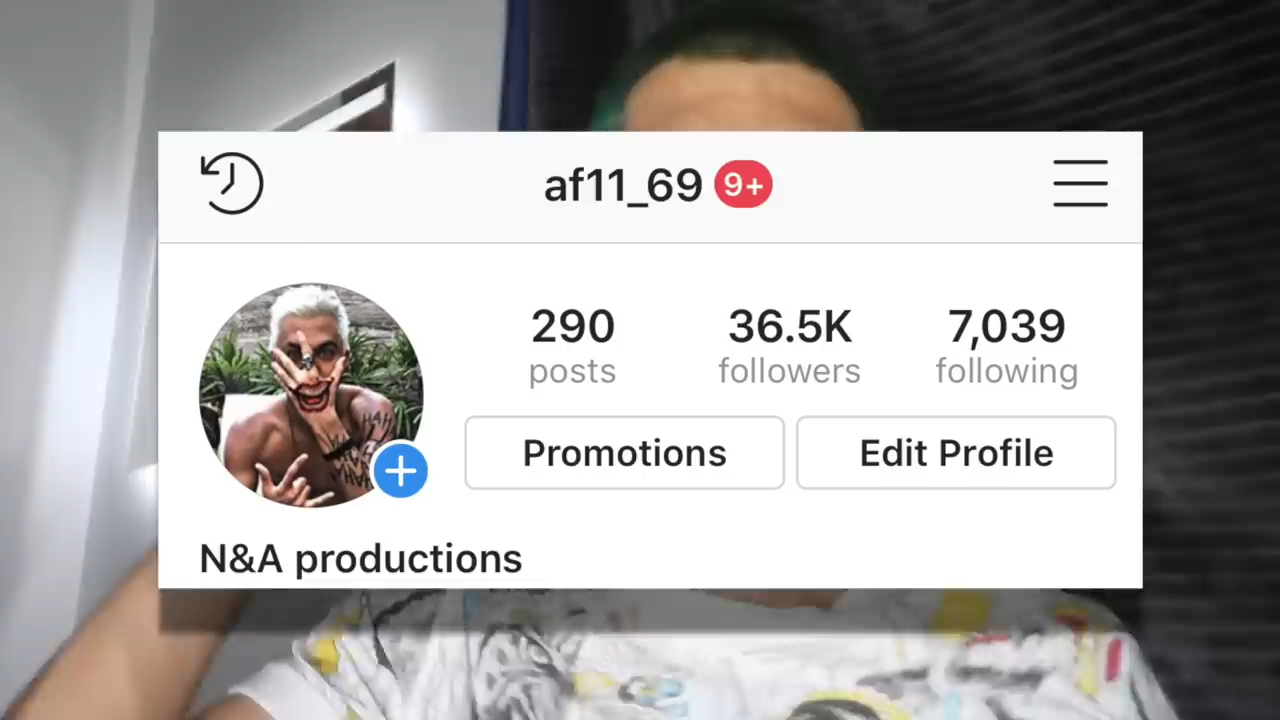 af11_69 9+
290 36.5K 7,039
posts followers following
Promotions Edit Profile
N&A productions